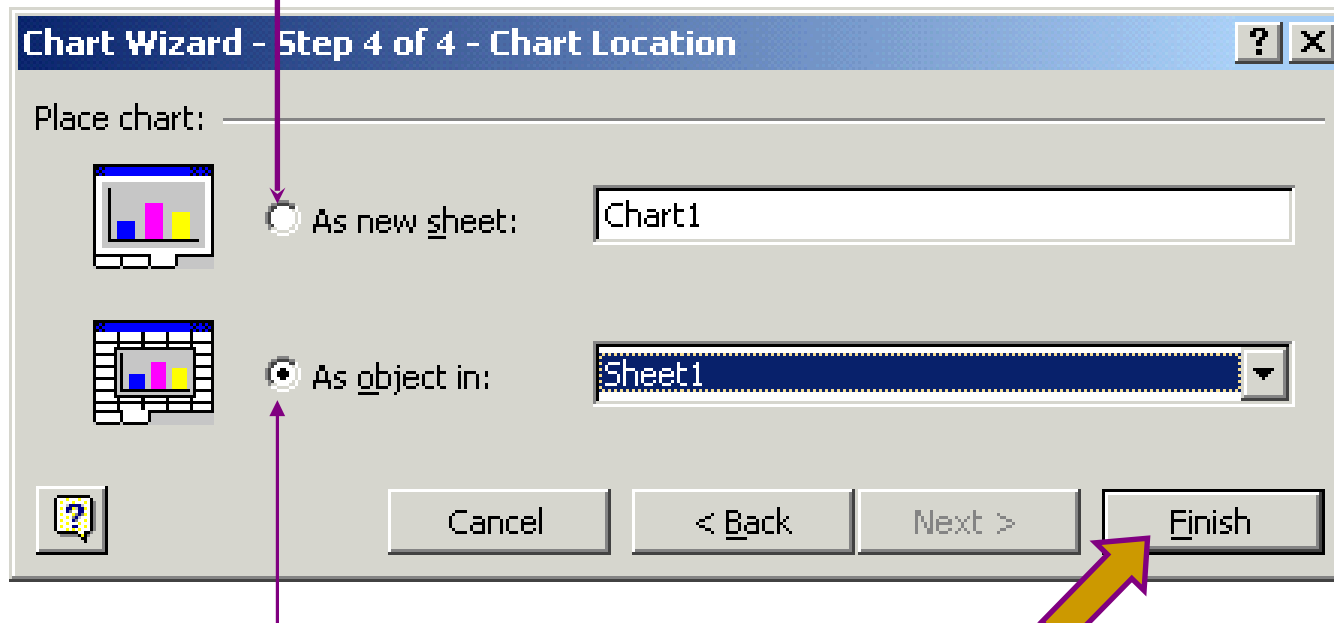 Chart Wizard - Step 4 of 4 - Chart Location
Place chart:
As new sheet: Chart1
As object in: Sheet1
Cancel < Back Next > Finish